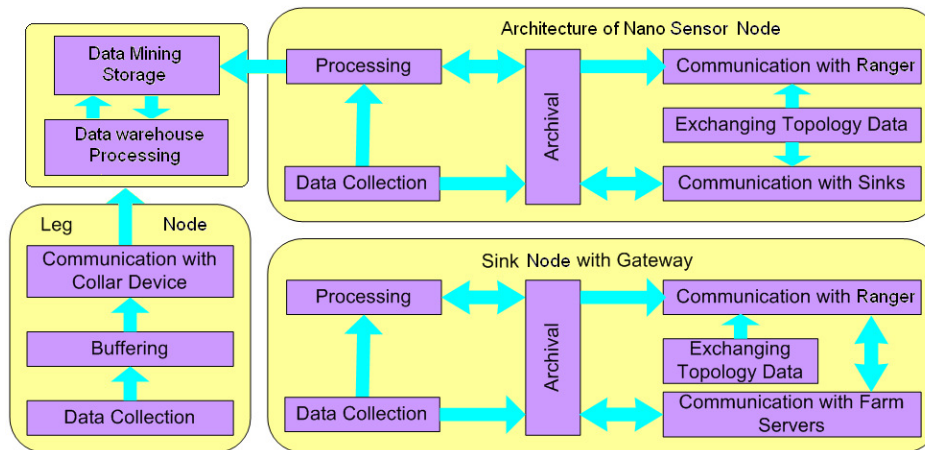 Data Mining
Storage
Data warehouse
Processing
Architecture of Nano Sensor Node
Processing
Archival
Communication with Ranger
Exchanging Topology Data
Data Collection
Communication with Sinks
Leg Node
Communication with
Collar Device
Buffering
Data Collection
Sink Node with Gateway
Processing
Archival
Communication with Ranger
Exchanging
Topology Data
Data Collection
Communication with Farm
Servers